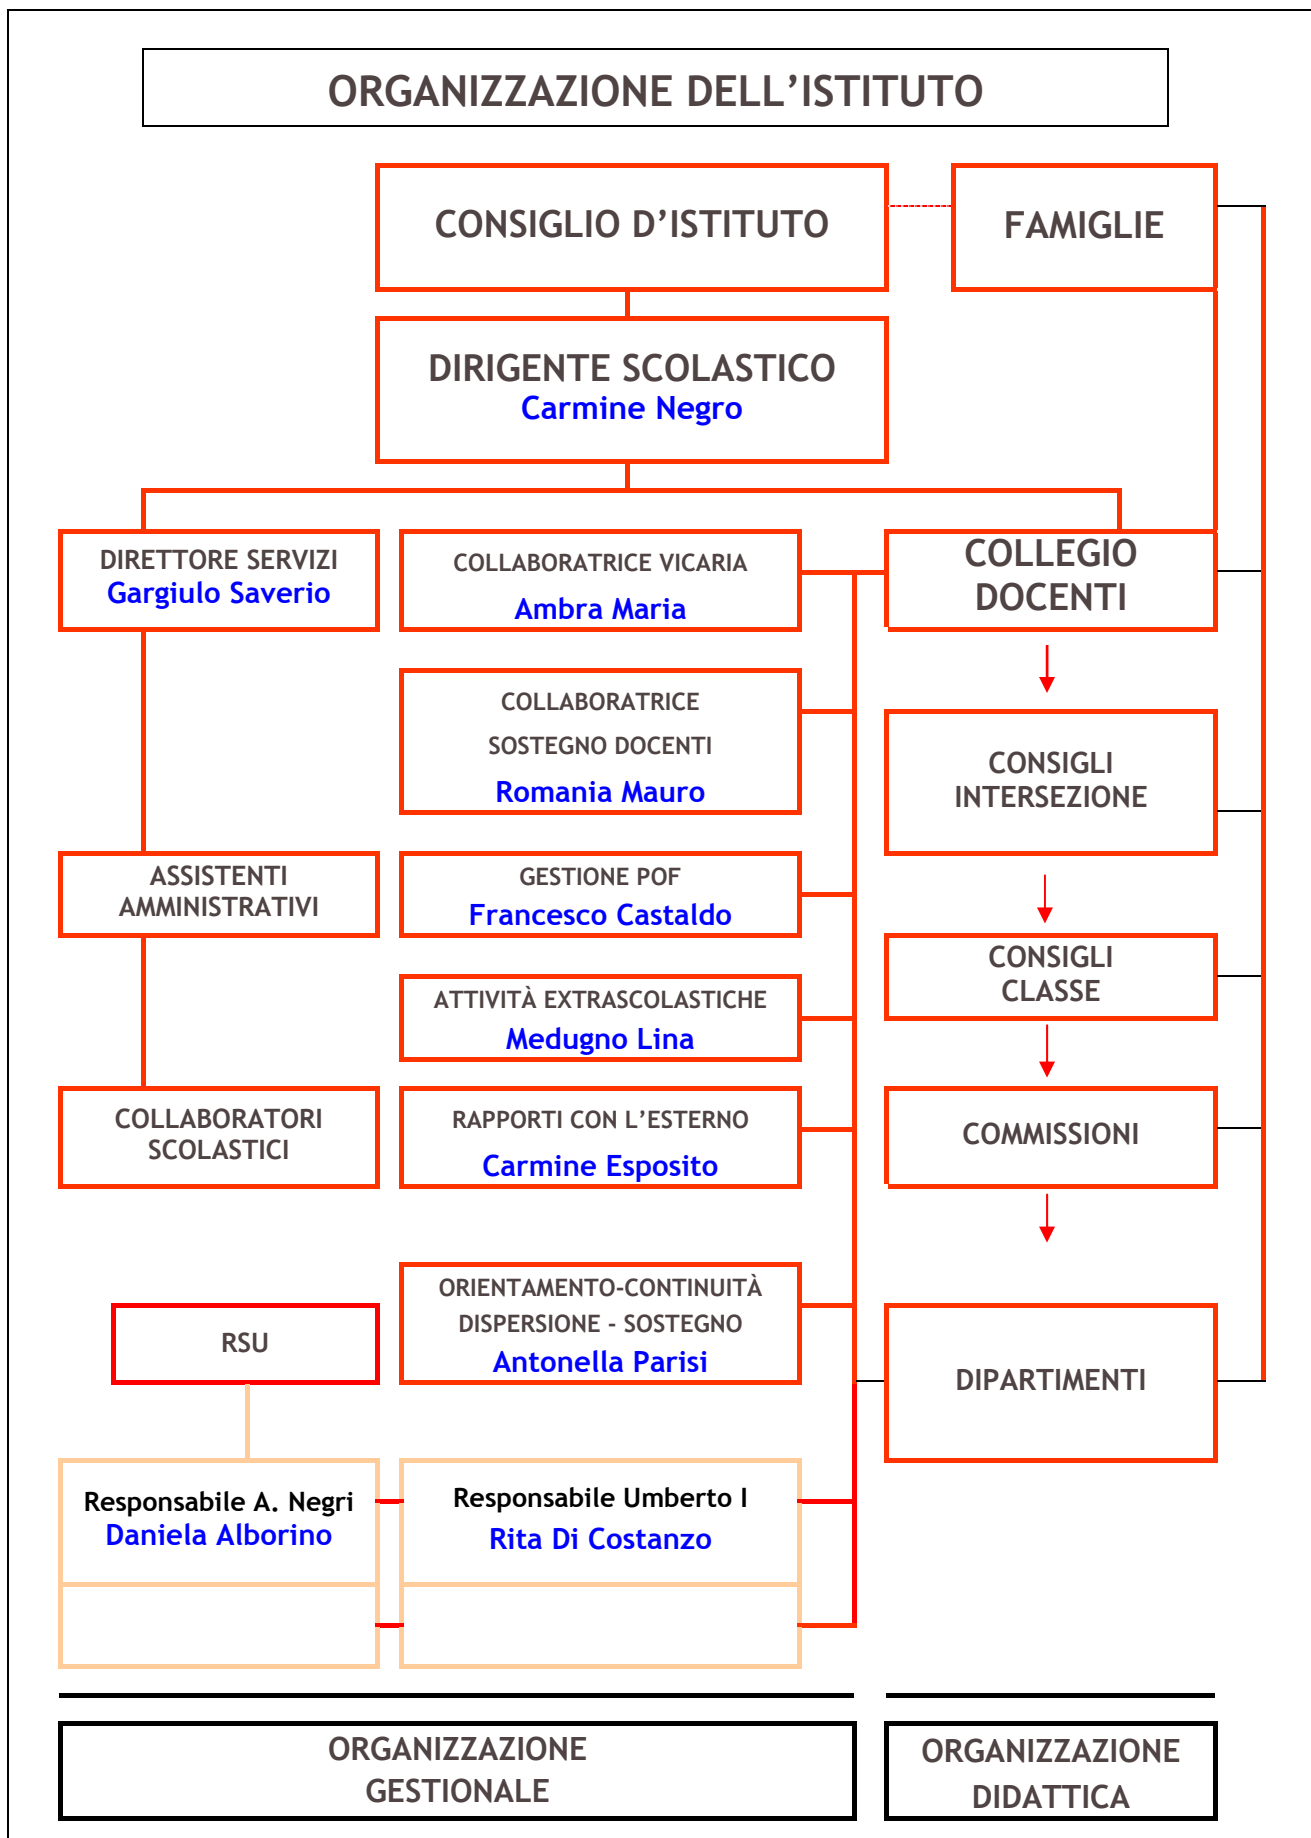 ORGANIZZAZIONE DELL’ISTITUTO
CONSIGLIO D’ISTITUTO
FAMIGLIE
DIRIGENTE SCOLASTICO
Carmine Negro
DIRETTORE SERVIZI
Gargiulo Saverio
COLLABORATRICE VICARIA
Ambra Maria
COLLEGIO
DOCENTI
COLLABORATRICE
SOSTEGNO DOCENTI
Romania Mauro
CONSIGLI
INTERSEZIONE
ASSISTENTI
AMMINISTRATIVI
GESTIONE POF
Francesco Castaldo
CONSIGLI
CLASSE
ATTIVITÀ EXTRASCOLASTICHE
Medugno Lina
COLLABORATORI
SCOLASTICI
RAPPORTI CON L’ESTERNO
Carmine Esposito
COMMISSIONI
ORIENTAMENTO-CONTINUITÀ
DISPERSIONE - SOSTEGNO
Antonella Parisi
RSU
DIPARTIMENTI
Responsabile A. Negri
Daniela Alborino
Responsabile Umberto I
Rita Di Costanzo
ORGANIZZAZIONE
GESTIONALE
ORGANIZZAZIONE
DIDATTICA